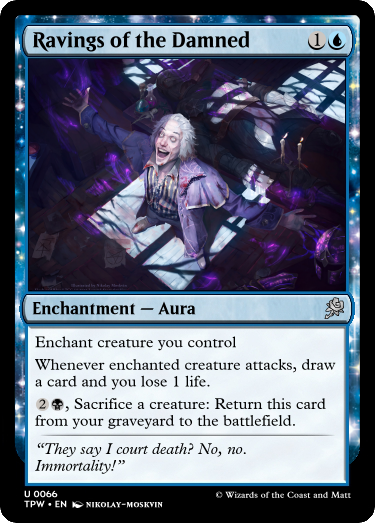 Ravings of the Damned 1
Enchantment — Aura
Enchant creature you control
Whenever enchanted creature attacks, draw
a card and you lose 1 life.
2, Sacrifice a creature: Return this card
from your graveyard to the battlefield.
“They say I court death? No, no.
Immortality!”
U 0066
TPW • EN NIKOLAY-MOSKVIN
© Wizards of the Coast and Matt